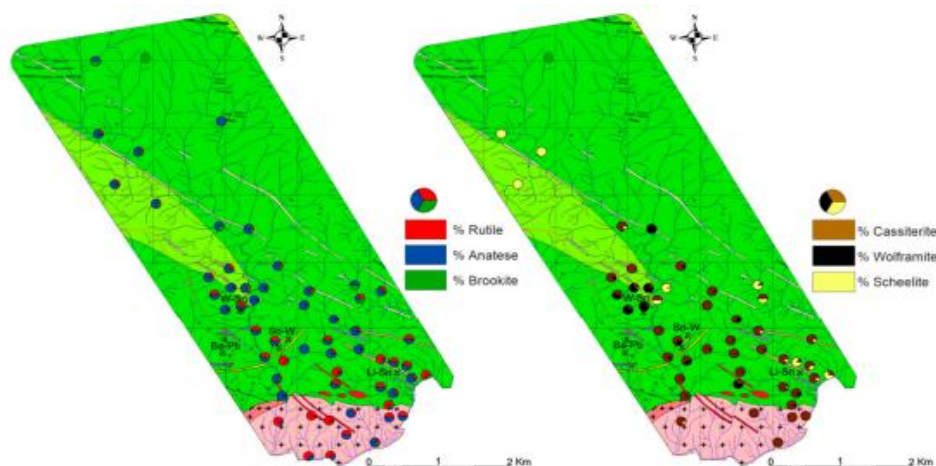 N
W E
S
% Rutile
% Anatese
% Brookite
W-Sn
Sn-W
Ba-Pb
Li-Sn
0 1 2 Km
N
W E
S
% Cassiterite
% Wolframite
% Scheelite
W-Sn
Sn-W
Ba-Pb
Li-Sn
0 1 2 Km